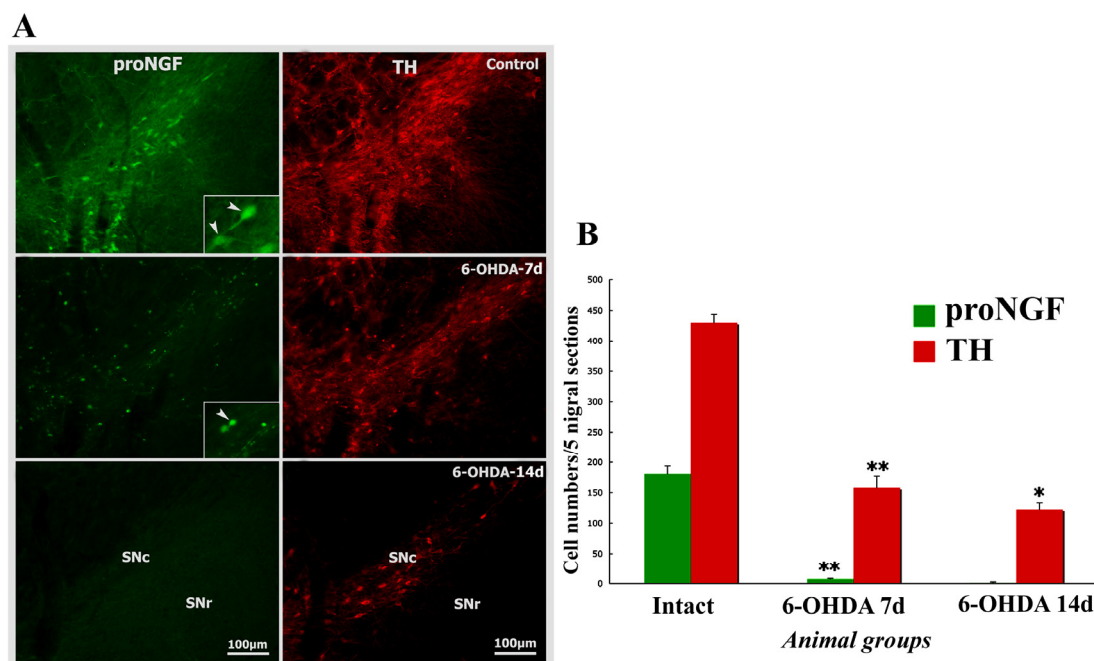 A
proNGF
TH
Control
6-OHDA-7d
6-OHDA-14d
SNc
SNr
100µm
SNc
SNr
100µm
B
Cell numbers/5 nigral sections
500
450
400
350
300
250
200
150
100
50
0
proNGF
TH
**
**
*
Intact
6-OHDA 7d
6-OHDA 14d
Animal groups